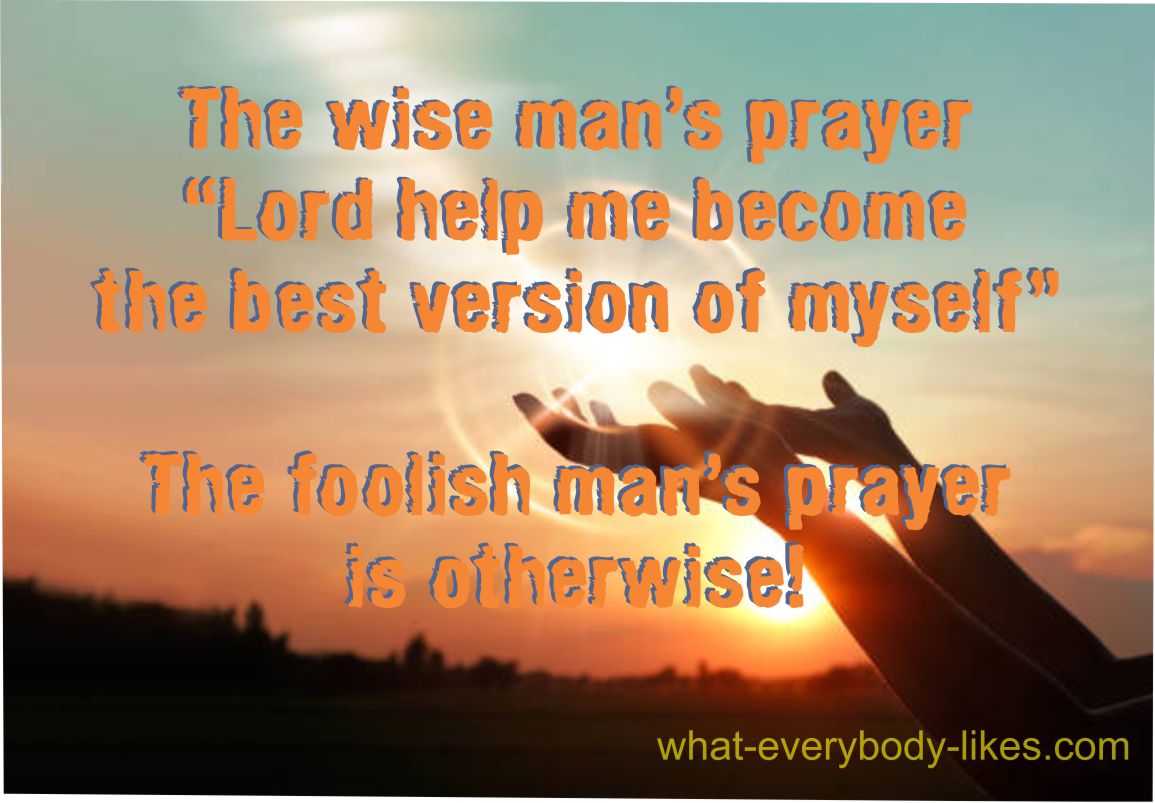 The wise man’s prayer
“Lord help me become
the best version of myself”
The foolish man’s prayer
is otherwise!
what-everybody-likes.com